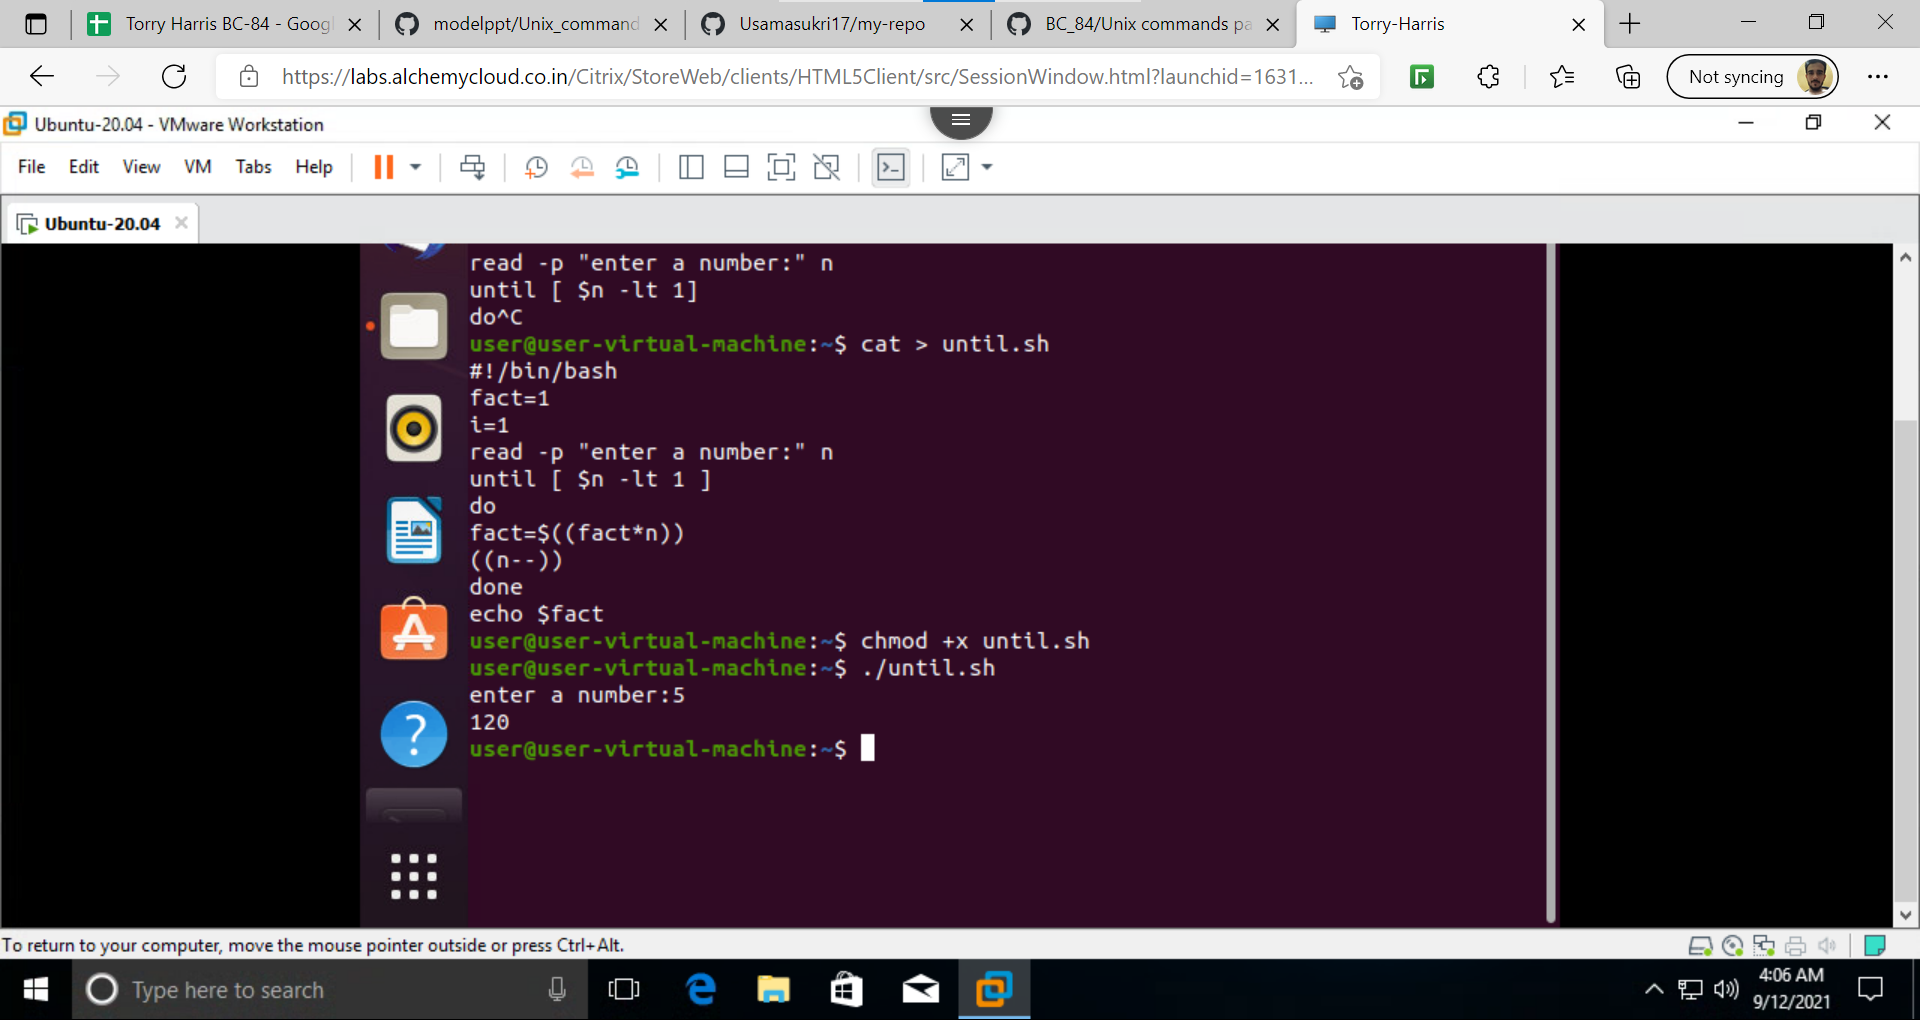 Torry Harris BC-84 - Goog
modelppt/Unix_command
Usamasukri17/my-repo
BC_84/Unix commands pa
Torry-Harris
https://labs.alchemycloud.co.in/Citrix/StoreWeb/clients/HTML5Client/src/SessionWindow.html?launchid=1631...
Not syncing
Ubuntu-20.04 - VMware Workstation
File Edit View VM Tabs Help
Ubuntu-20.04
read -p "enter a number:" n
until [ $n -lt 1]
do^C
user@user-virtual-machine:~$ cat > until.sh
#!/bin/bash
fact=1
i=1
read -p "enter a number:" n
until [ $n -lt 1 ]
do
fact=$((fact*n))
((n--))
done
echo $fact
user@user-virtual-machine:~$ chmod +x until.sh
user@user-virtual-machine:~$ ./until.sh
enter a number:5
120
user@user-virtual-machine:~$
To return to your computer, move the mouse pointer outside or press Ctrl+Alt.
Type here to search
4:06 AM
9/12/2021